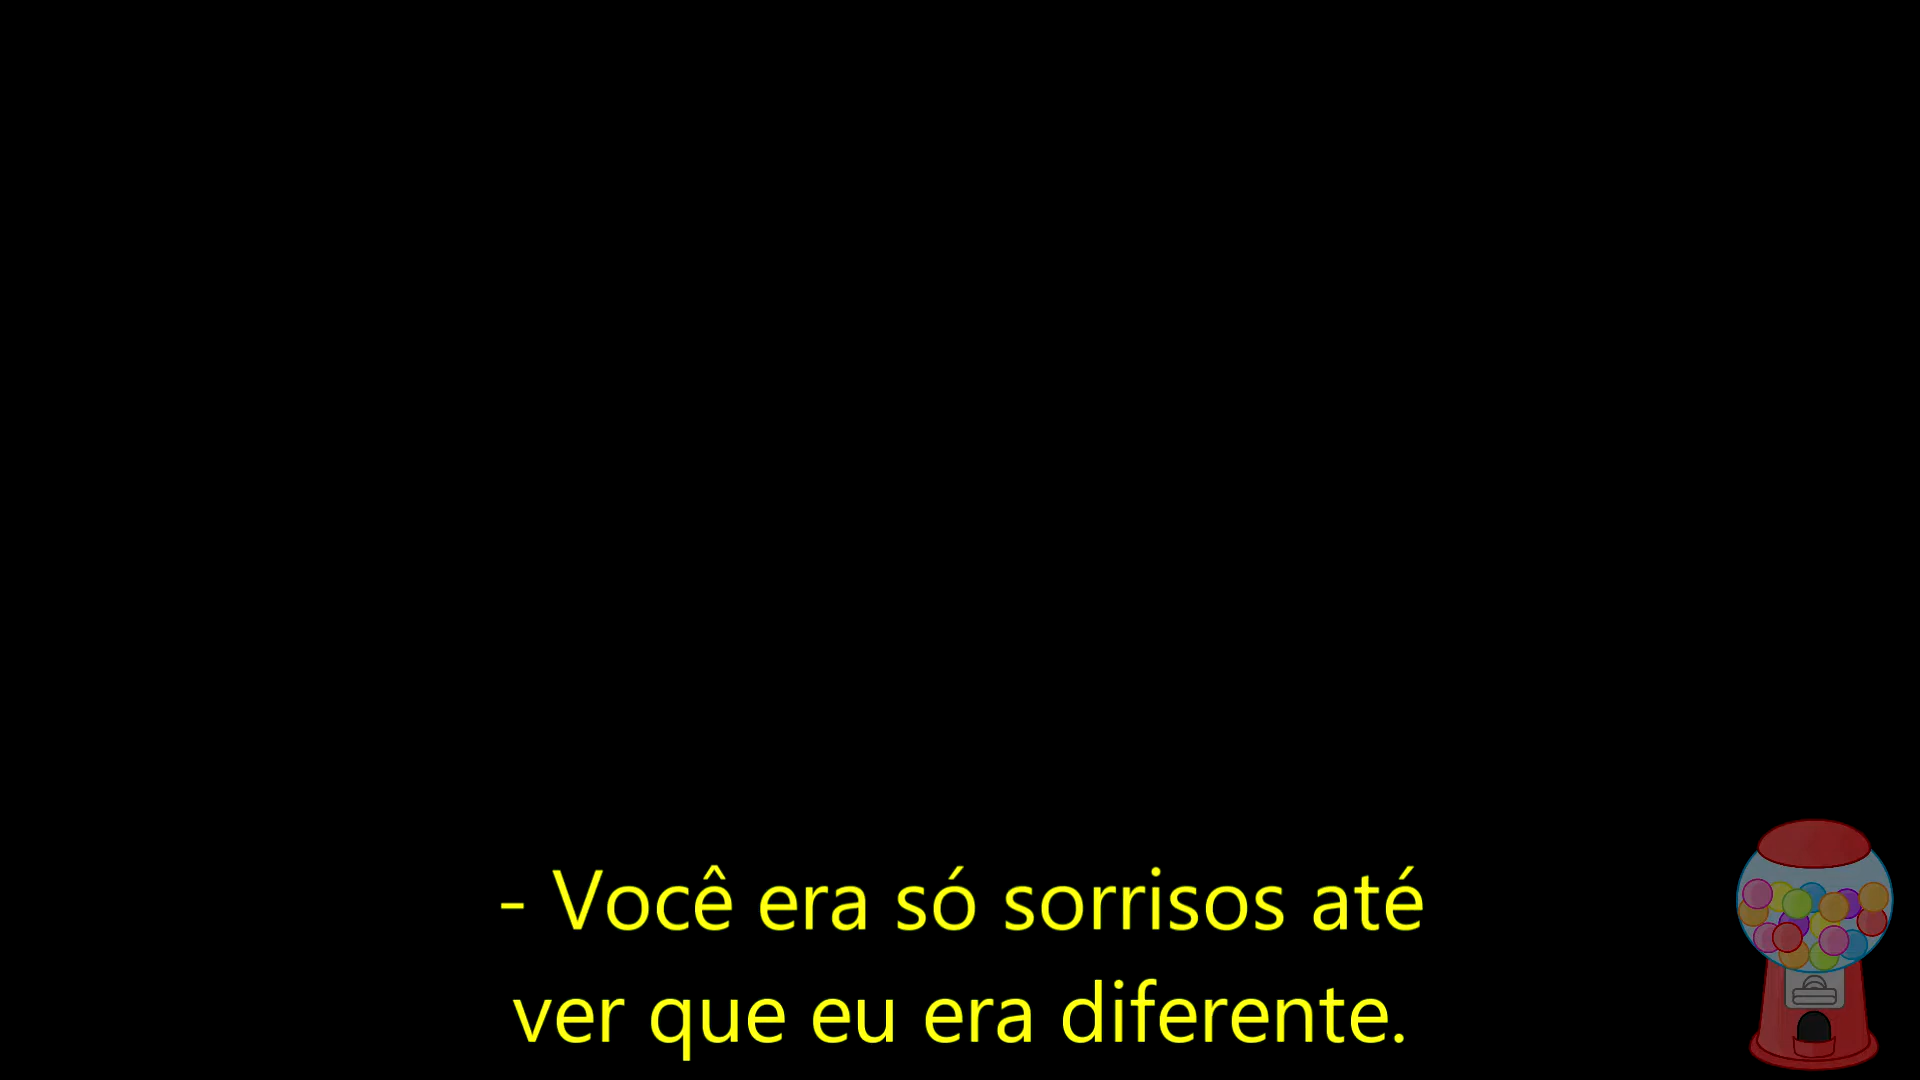 - Você era só sorrisos até
ver que eu era diferente.